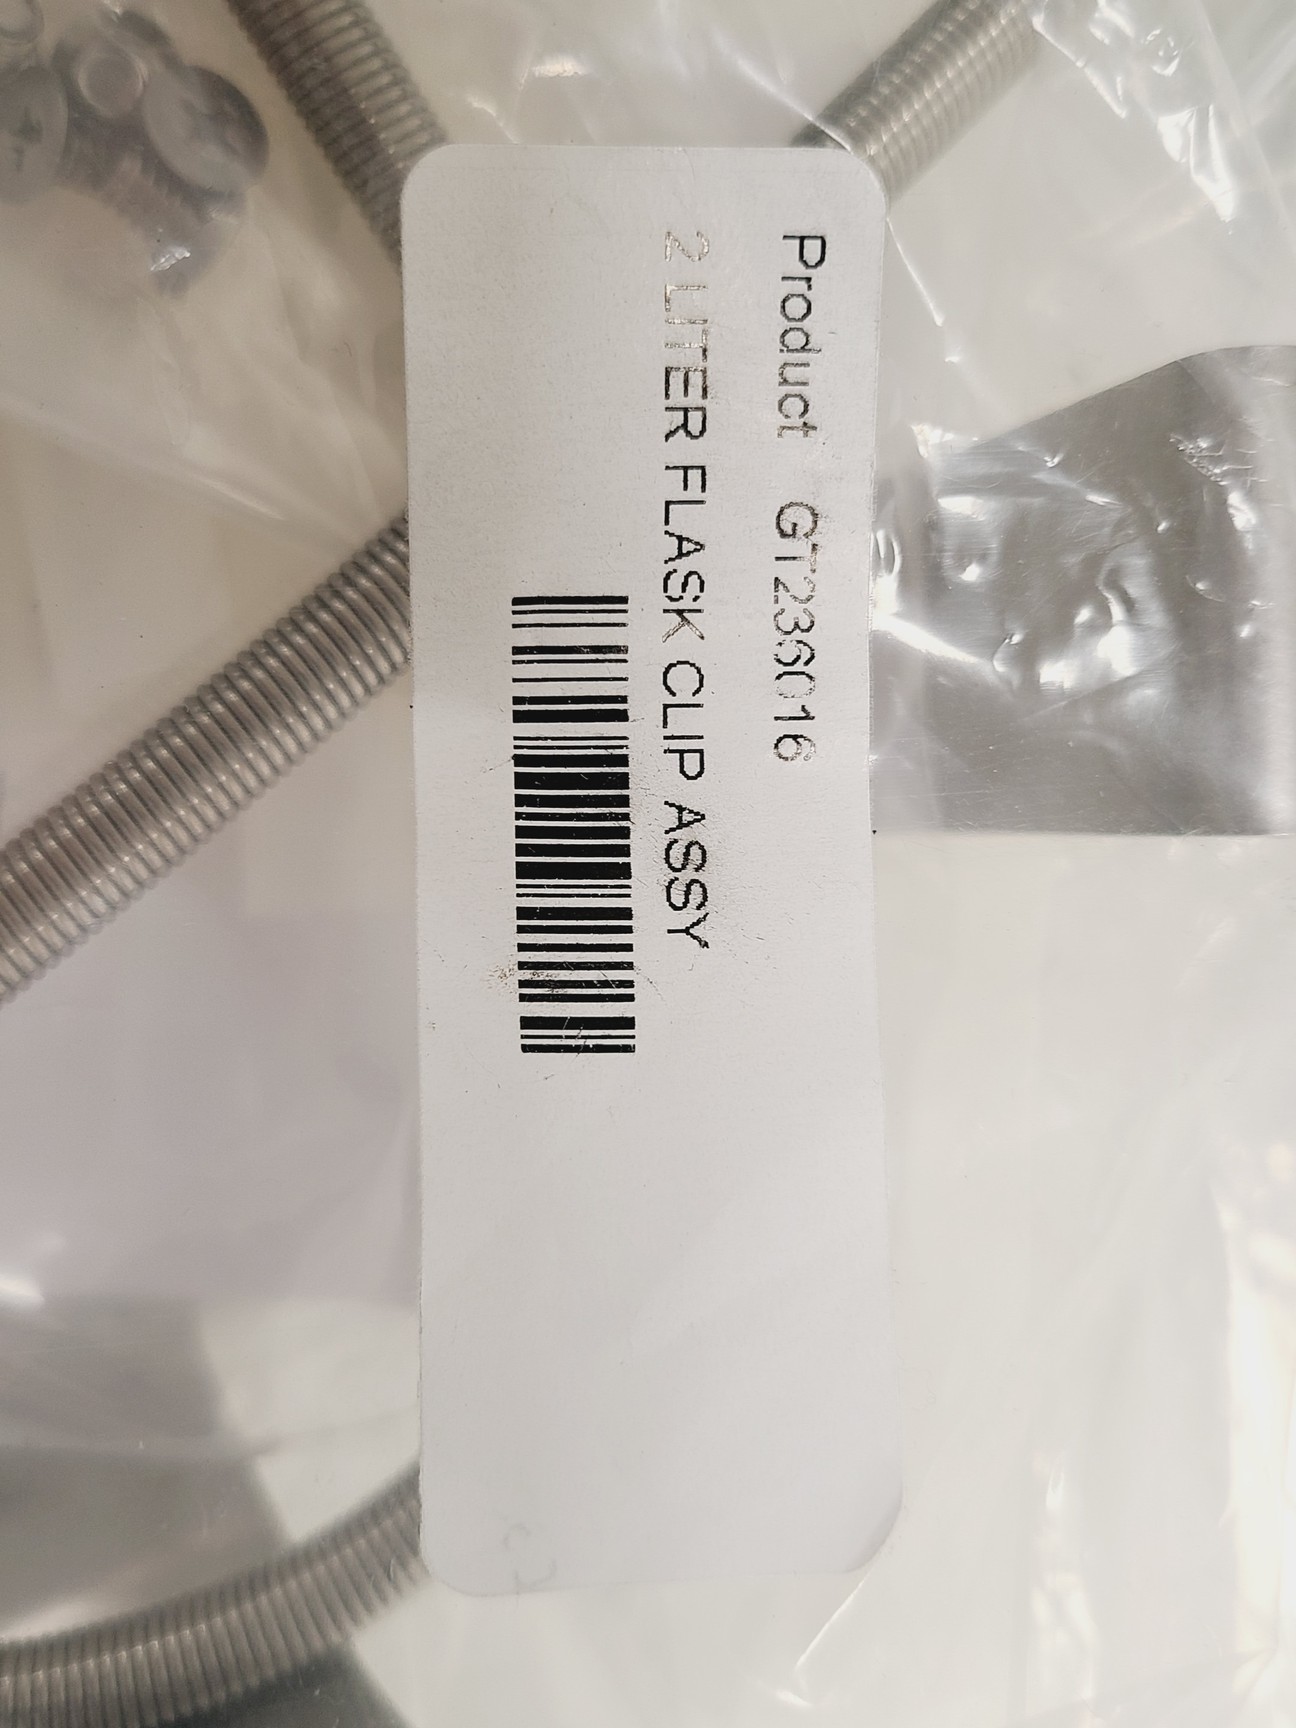 Product GT236016
2 LITER FLASK CLIP ASSY